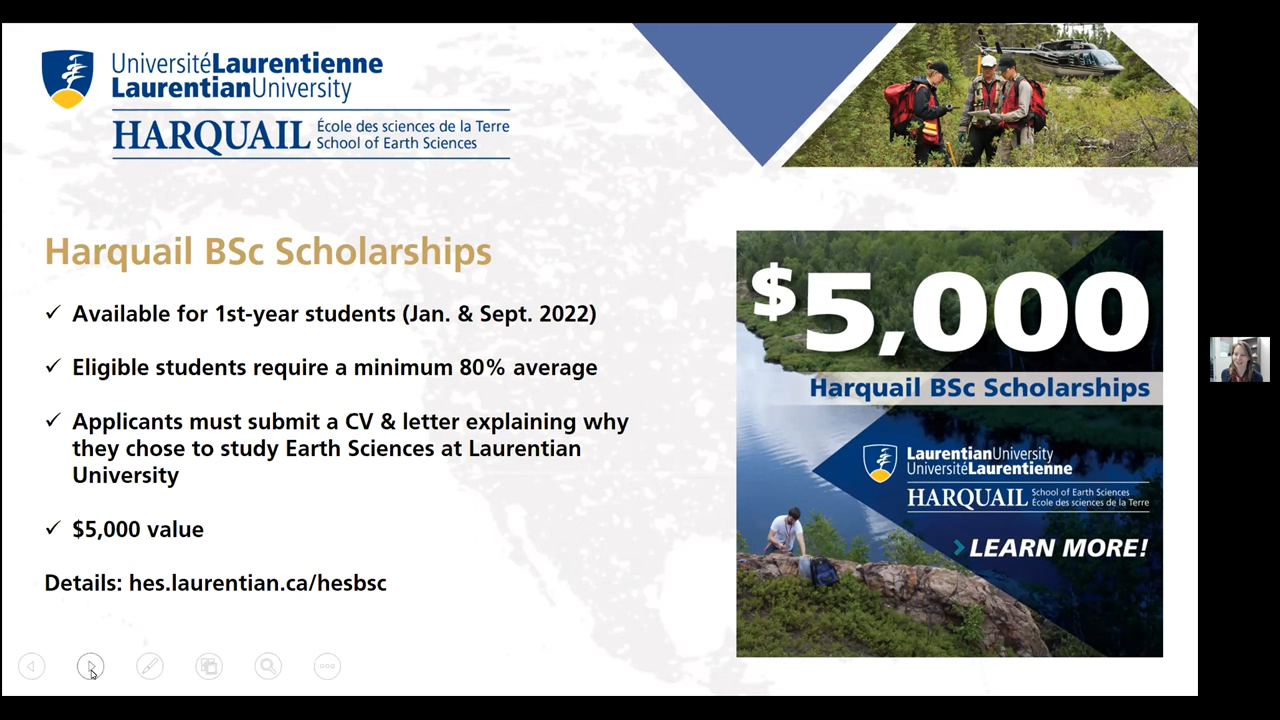 UniversitéLaurentienne
LaurentianUniversity
HARQUAIL École des sciences de la Terre
School of Earth Sciences
Harquail BSc Scholarships
✓ Available for 1st-year students (Jan. & Sept. 2022)
✓ Eligible students require a minimum 80% average
✓ Applicants must submit a CV & letter explaining why
they chose to study Earth Sciences at Laurentian
University
✓ $5,000 value
Details: hes.laurentian.ca/hesbsc
$5,000
Harquail BSc Scholarships
LaurentianUniversity
UniversitéLaurentienne
HARQUAIL School of Earth Sciences
École des sciences de la Terre
LEARN MORE!